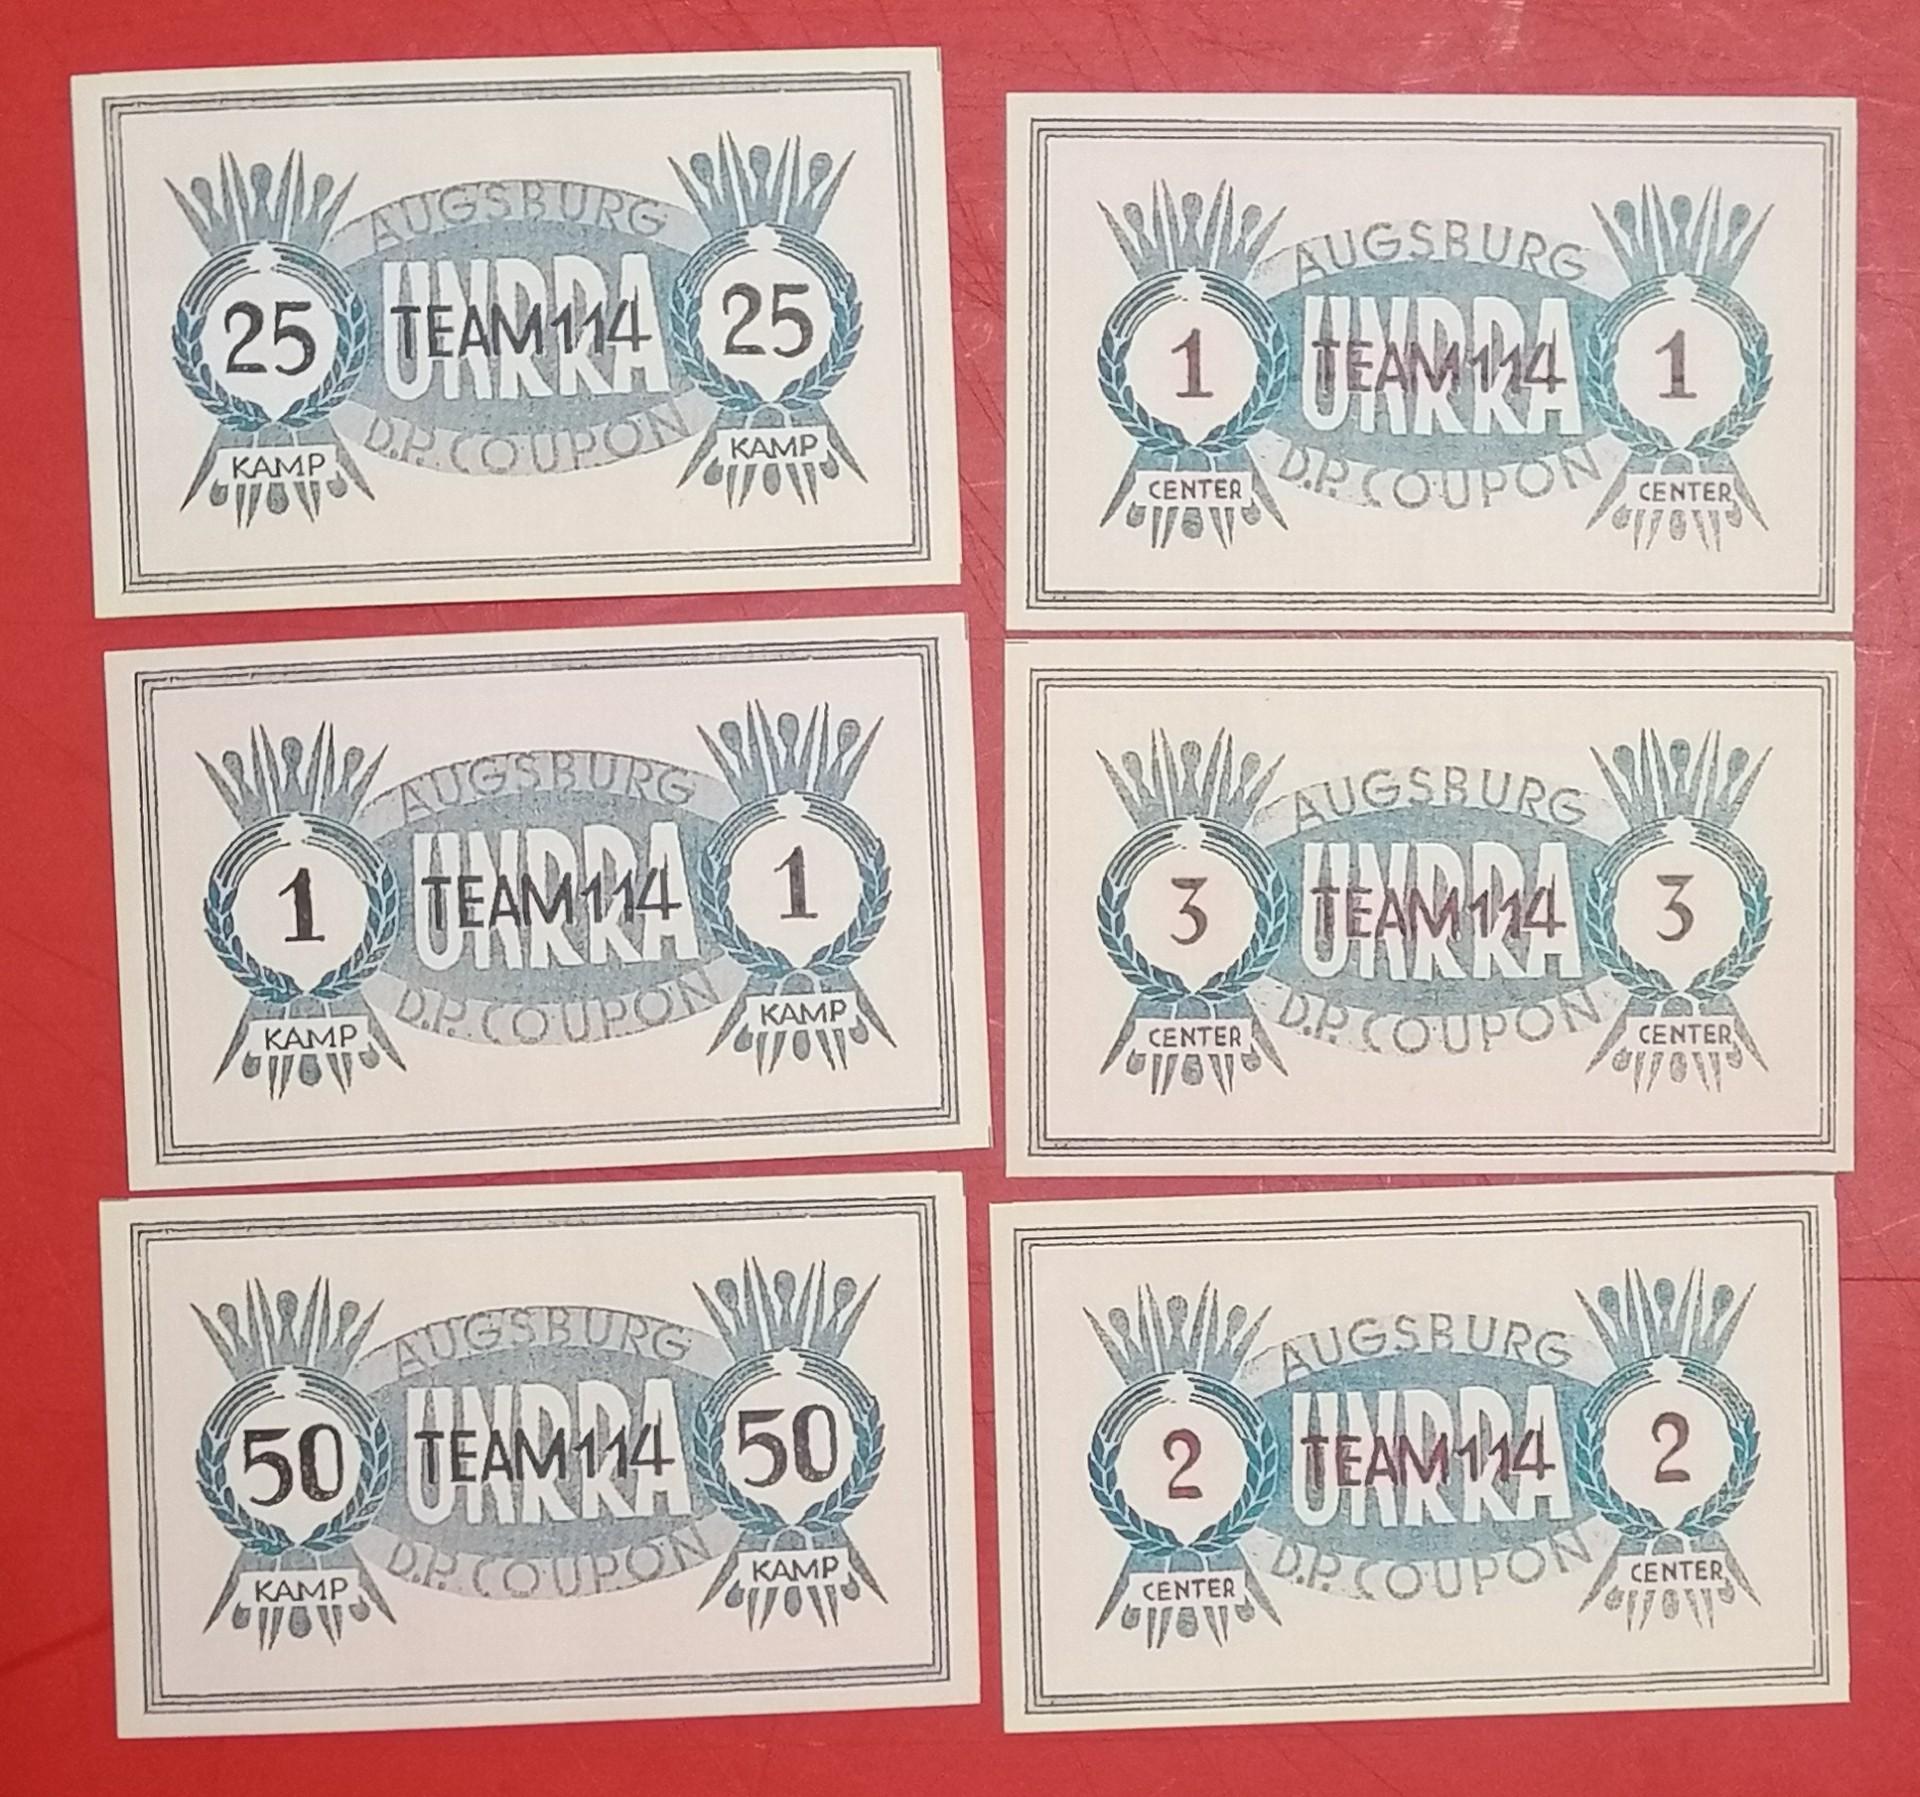 AUGSBURG
25 UNRRA TEAM 114 25
D.P. COUPON
KAMP KAMP
AUGSBURG
1 UNRRA TEAM 114 1
D.P. COUPON
KAMP KAMP
AUGSBURG
50 UNRRA TEAM 114 50
D.P. COUPON
KAMP KAMP
AUGSBURG
1 UNRRA TEAM 114 1
D.P. COUPON
CENTER CENTER
AUGSBURG
3 UNRRA TEAM 114 3
D.P. COUPON
CENTER CENTER
AUGSBURG
2 UNRRA TEAM 114 2
D.P. COUPON
CENTER CENTER